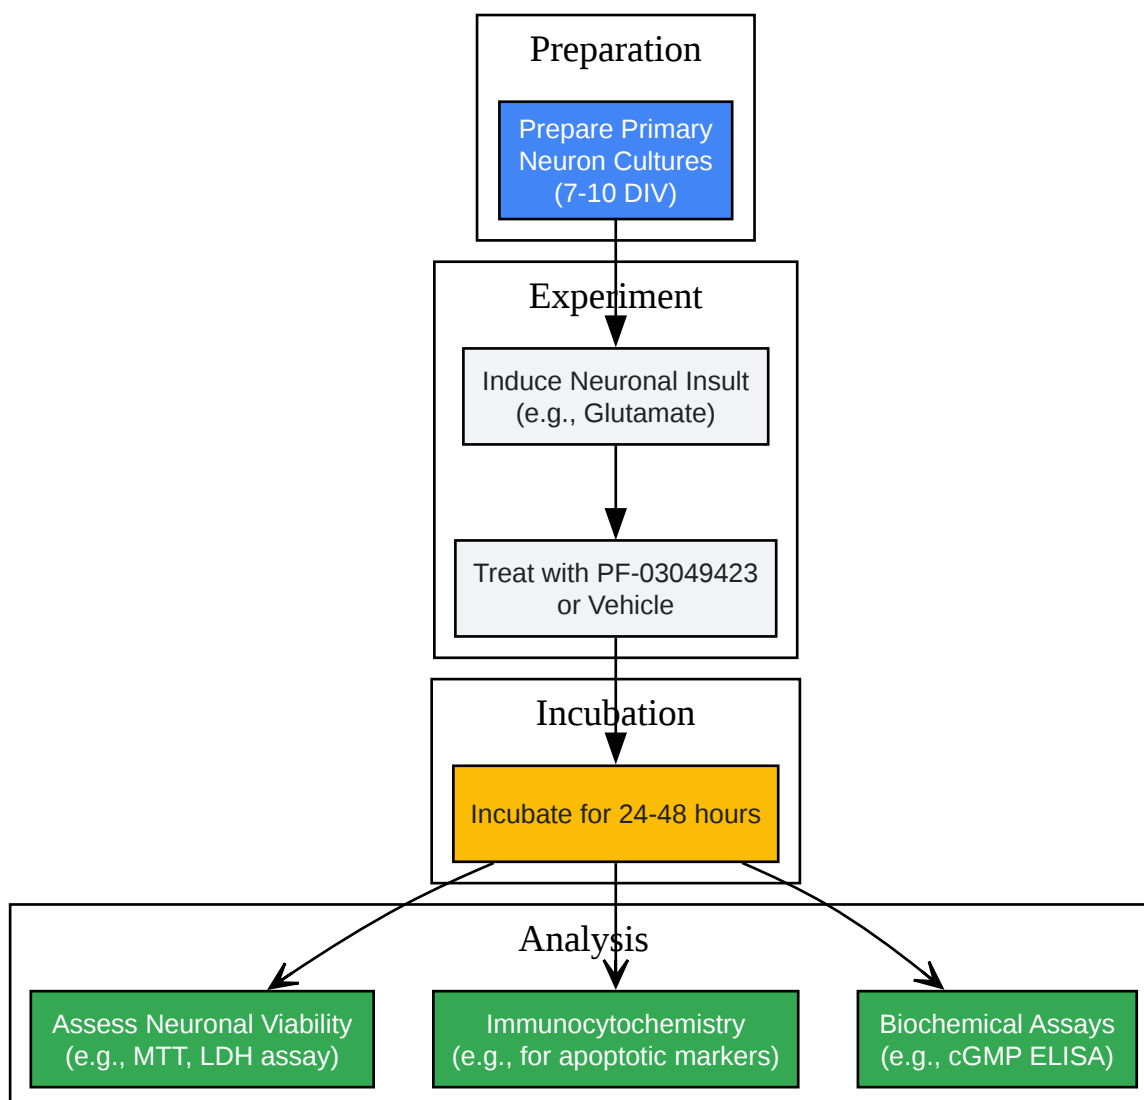 Preparation
Prepare Primary
Neuron Cultures
(7-10 DIV)
Experiment
Induce Neuronal Insult
(e.g., Glutamate)
Treat with PF-03049423
or Vehicle
Incubation
Incubate for 24-48 hours
Analysis
Assess Neuronal Viability
(e.g., MTT, LDH assay)
Immunocytochemistry
(e.g., for apoptotic markers)
Biochemical Assays
(e.g., cGMP ELISA)